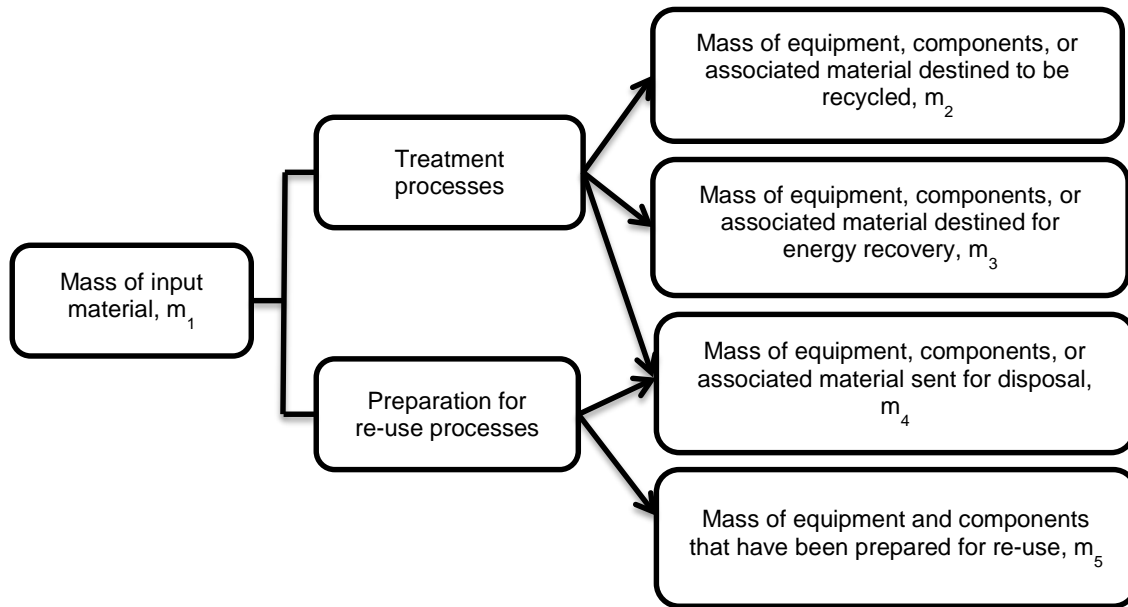 Mass of input
material, m₁
Treatment
processes
Preparation for
re-use processes
Mass of equipment, components, or
associated material destined to be
recycled, m₂
Mass of equipment, components, or
associated material destined for
energy recovery, m₃
Mass of equipment, components, or
associated material sent for disposal,
m₄
Mass of equipment and components
that have been prepared for re-use, m₅